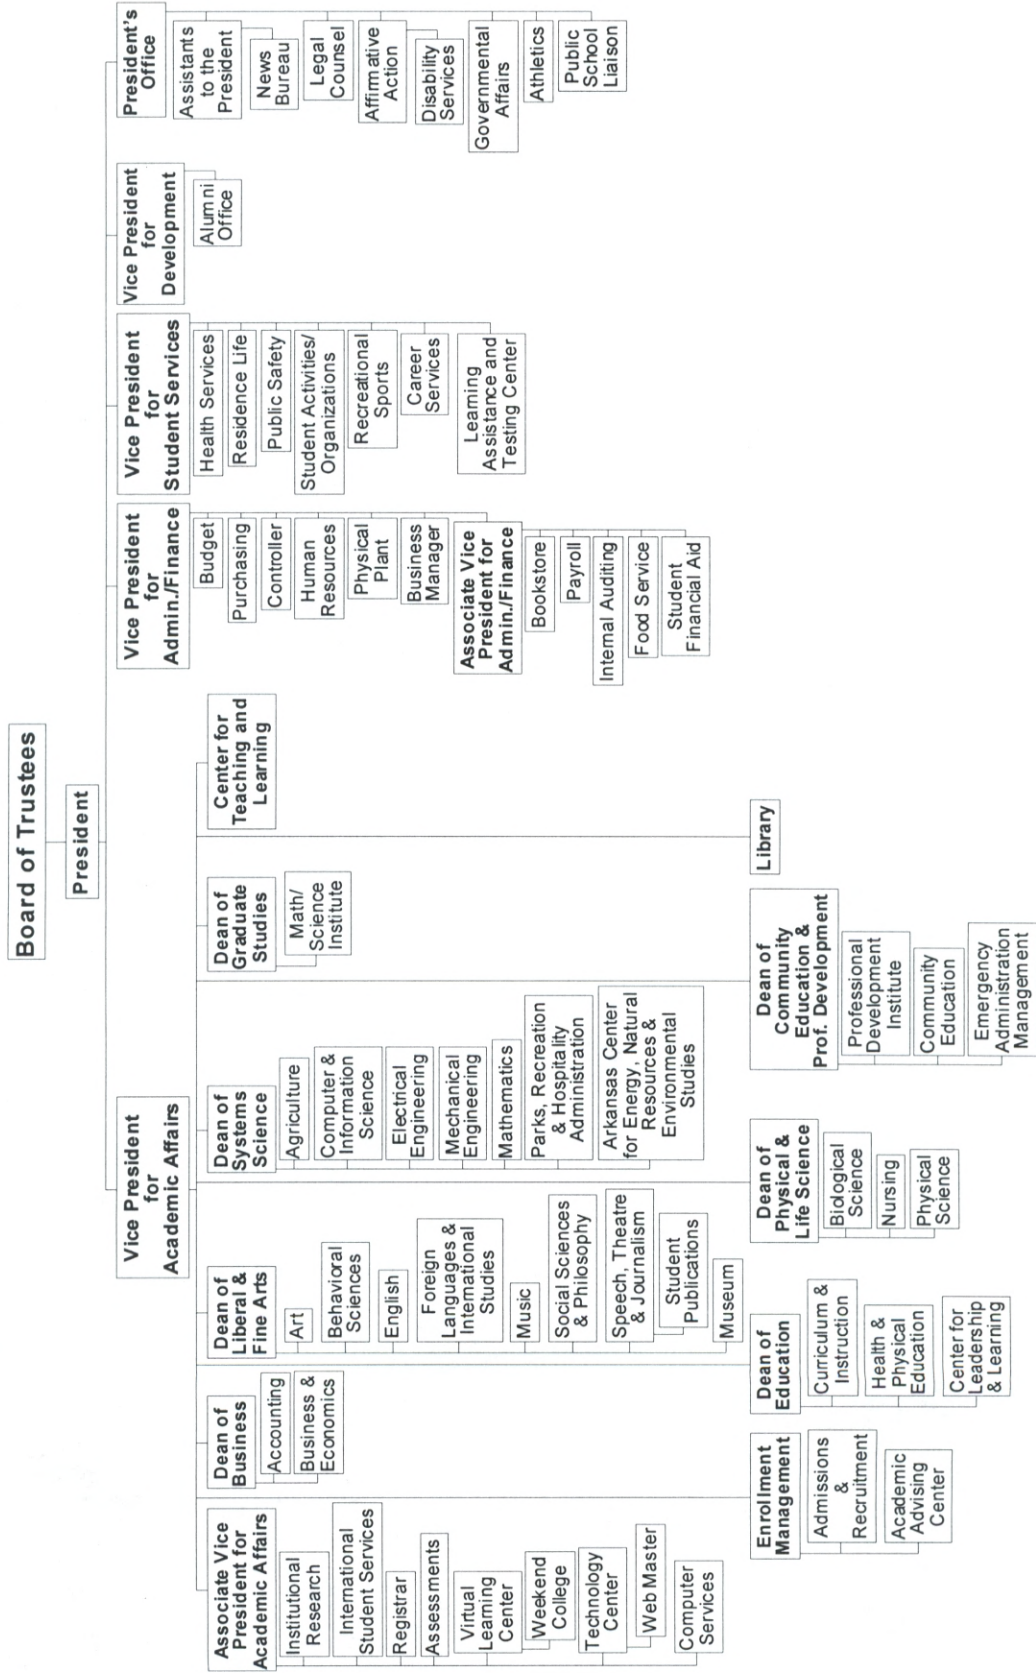 Board of Trustees
President
Vice President
for
Academic Affairs
Associate Vice
President for
Academic Affairs
Institutional
Research
International
Student Services
Registrar
Assessments
Virtual
Learning
Center
Weekend
College
Technology
Center
Web Master
Computer
Services
Enrollment
Management
Admissions
&
Recruitment
Academic
Advising
Center
Dean of
Business
Accounting
Business &
Economics
Dean of
Education
Curriculum &
Instruction
Health &
Physical
Education
Center for
Leadership
& Learning
Dean of
Liberal &
Fine Arts
Art
Behavioral
Sciences
English
Foreign
Languages &
International
Studies
Music
Social Sciences
& Philosophy
Speech, Theatre
& Journalism
Student
Publications
Museum
Dean of
Physical &
Life Science
Biological
Science
Nursing
Physical
Science
Dean of
Systems
Science
Agriculture
Computer &
Information
Science
Electrical
Engineering
Mechanical
Engineering
Mathematics
Parks, Recreation
& Hospitality
Administration
Arkansas Center
for Energy, Natural
Resources &
Environmental
Studies
Dean of
Community
Education &
Prof. Development
Professional
Development
Institute
Community
Education
Emergency
Administration
Management
Dean of
Graduate
Studies
Math/
Science
Institute
Library
Center for
Teaching and
Learning
Vice President
for
Admin./Finance
Budget
Purchasing
Controller
Human
Resources
Physical
Plant
Business
Manager
Associate Vice
President for
Admin./Finance
Bookstore
Payroll
Internal Auditing
Food Service
Student
Financial Aid
Vice President
for
Student Services
Health Services
Residence Life
Public Safety
Student Activities/
Organizations
Recreational
Sports
Career
Services
Learning
Assistance and
Testing Center
Vice President
for
Development
Alumni
Office
President's
Office
Assistants
to the
President
News
Bureau
Legal
Counsel
Affirmative
Action
Disability
Services
Governmental
Affairs
Athletics
Public
School
Liaison